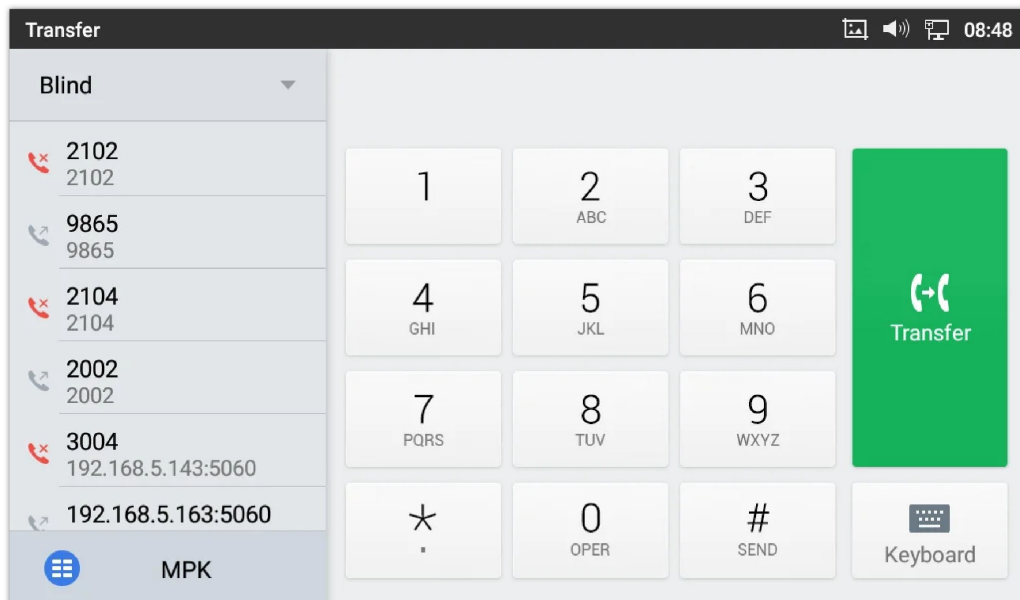 Transfer 08:48
Blind
2102
2102
9865
9865
2104
2104
2002
2002
3004
192.168.5.143:5060
192.168.5.163:5060
MPK
1 2 3
ABC DEF
4 5 6
GHI JKL MNO
Transfer
7 8 9
PQRS TUV WXYZ
* 0 #
. OPER SEND
Keyboard